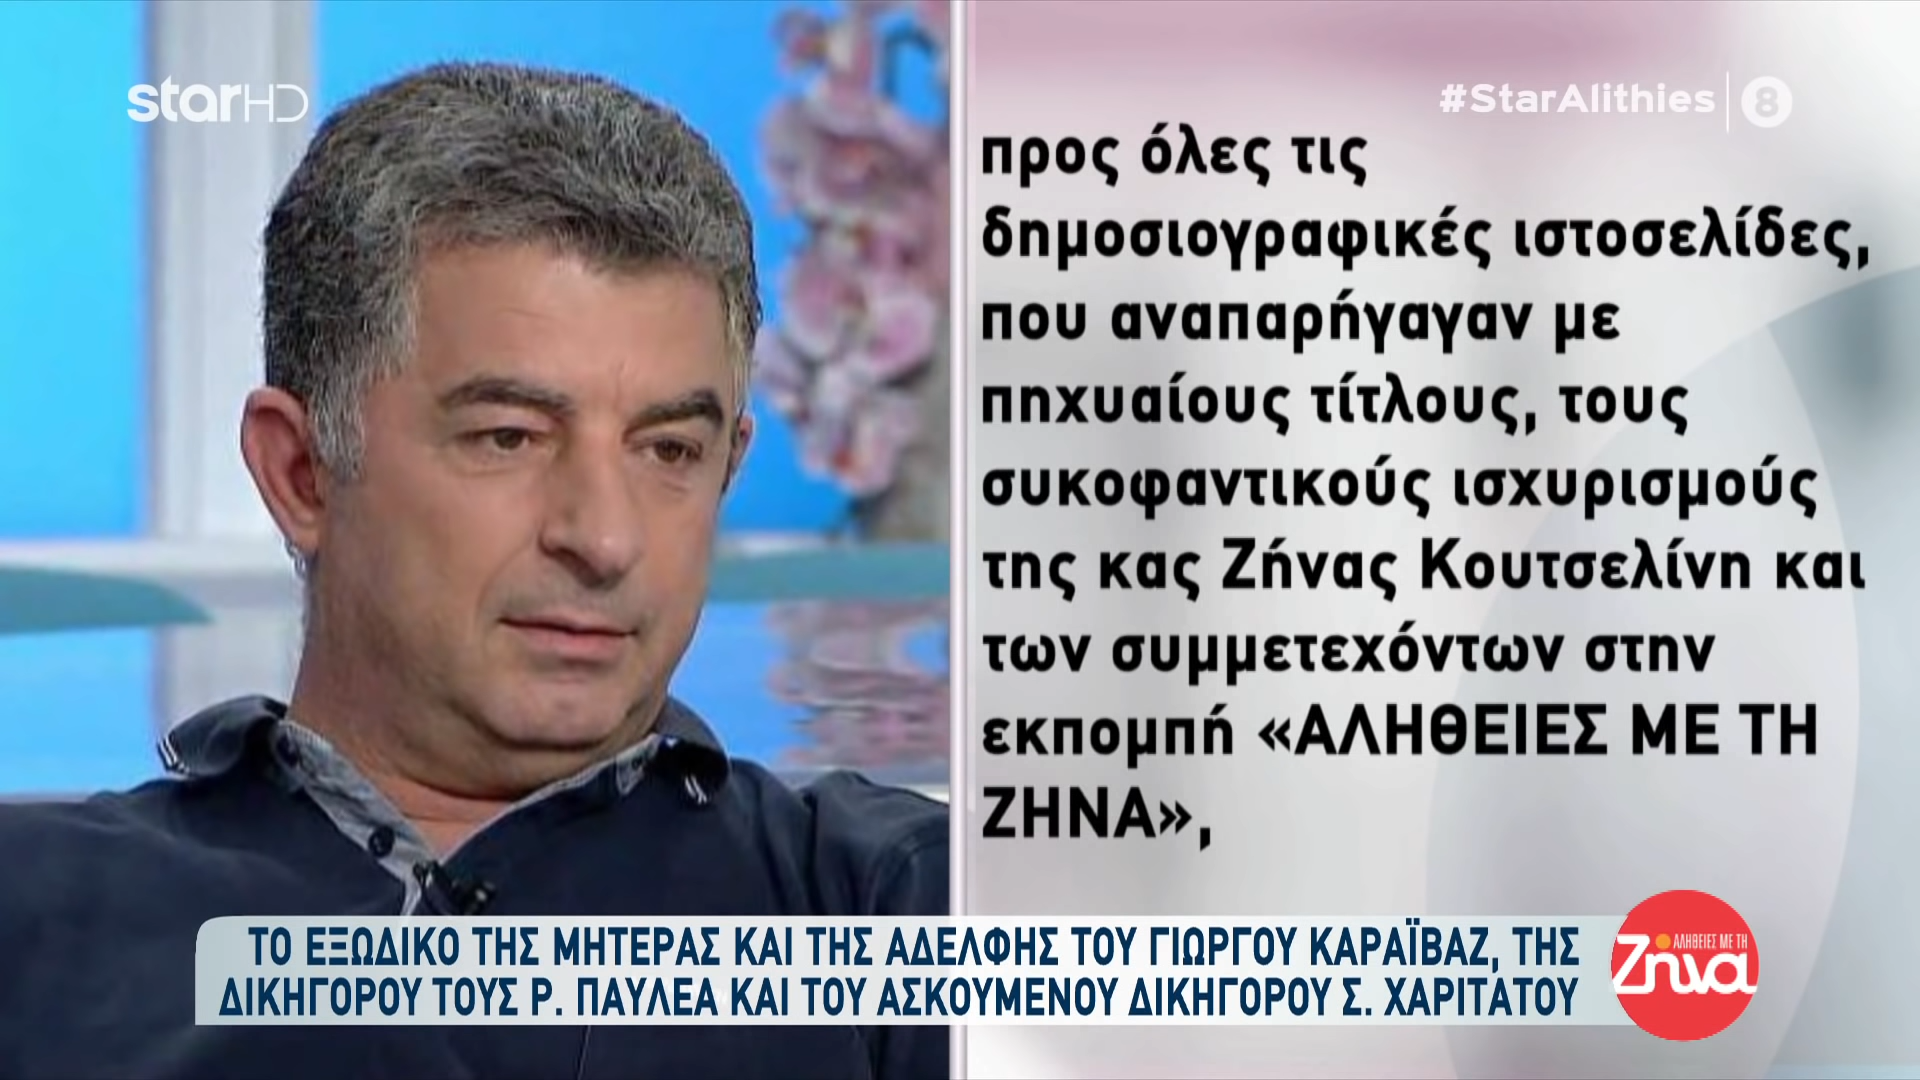 starHD
#StarAlithies | 8
προς όλες τις
δημοσιογραφικές ιστοσελίδες,
που αναπαρήγαγαν με
πηχυαίους τίτλους, τους
συκοφαντικούς ισχυρισμούς
της κας Ζήνας Κουτσελίνη και
των συμμετεχόντων στην
εκπομπή «ΑΛΗΘΕΙΕΣ ΜΕ ΤΗ
ΖΗΝΑ»,
ΤΟ ΕΞΩΔΙΚΟ ΤΗΣ ΜΗΤΕΡΑΣ ΚΑΙ ΤΗΣ ΑΔΕΛΦΗΣ ΤΟΥ ΓΙΩΡΓΟΥ ΚΑΡΑΪΒΑΖ, ΤΗΣ
ΔΙΚΗΓΟΡΟΥ ΤΟΥΣ Ρ. ΠΑΥΛΕΑ ΚΑΙ ΤΟΥ ΑΣΚΟΥΜΕΝΟΥ ΔΙΚΗΓΟΡΟΥ Σ. ΧΑΡΙΤΑΤΟΥ
ΑΛΗΘΕΙΕΣ ΜΕ ΤΗ
Ζήνα